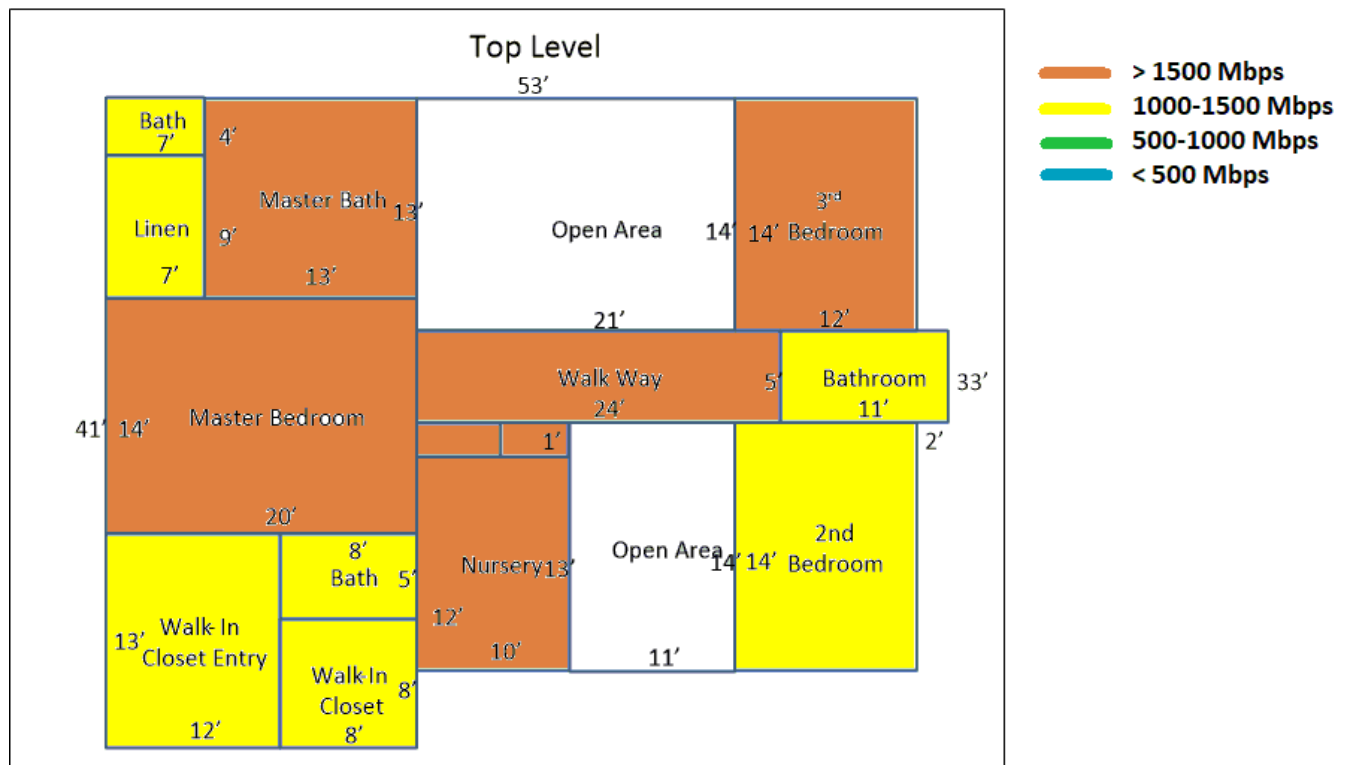 Top Level
53’
> 1500 Mbps
1000-1500 Mbps
500-1000 Mbps
< 500 Mbps
Bath
7’
4’
Linen
9’
7’
Master Bath
13’
13’
Open Area
14’
21’
3rd
Bedroom
14’
12’
Walk Way
24’
5’
Bathroom
11’
33’
2’
41’
14’
Master Bedroom
20’
1’
8’
Bath
5’
Nursery
13’
12’
10’
Open Area
14’
11’
2nd
Bedroom
14’
Walk-In
Closet Entry
13’
12’
Walk-In
Closet
8’
8’